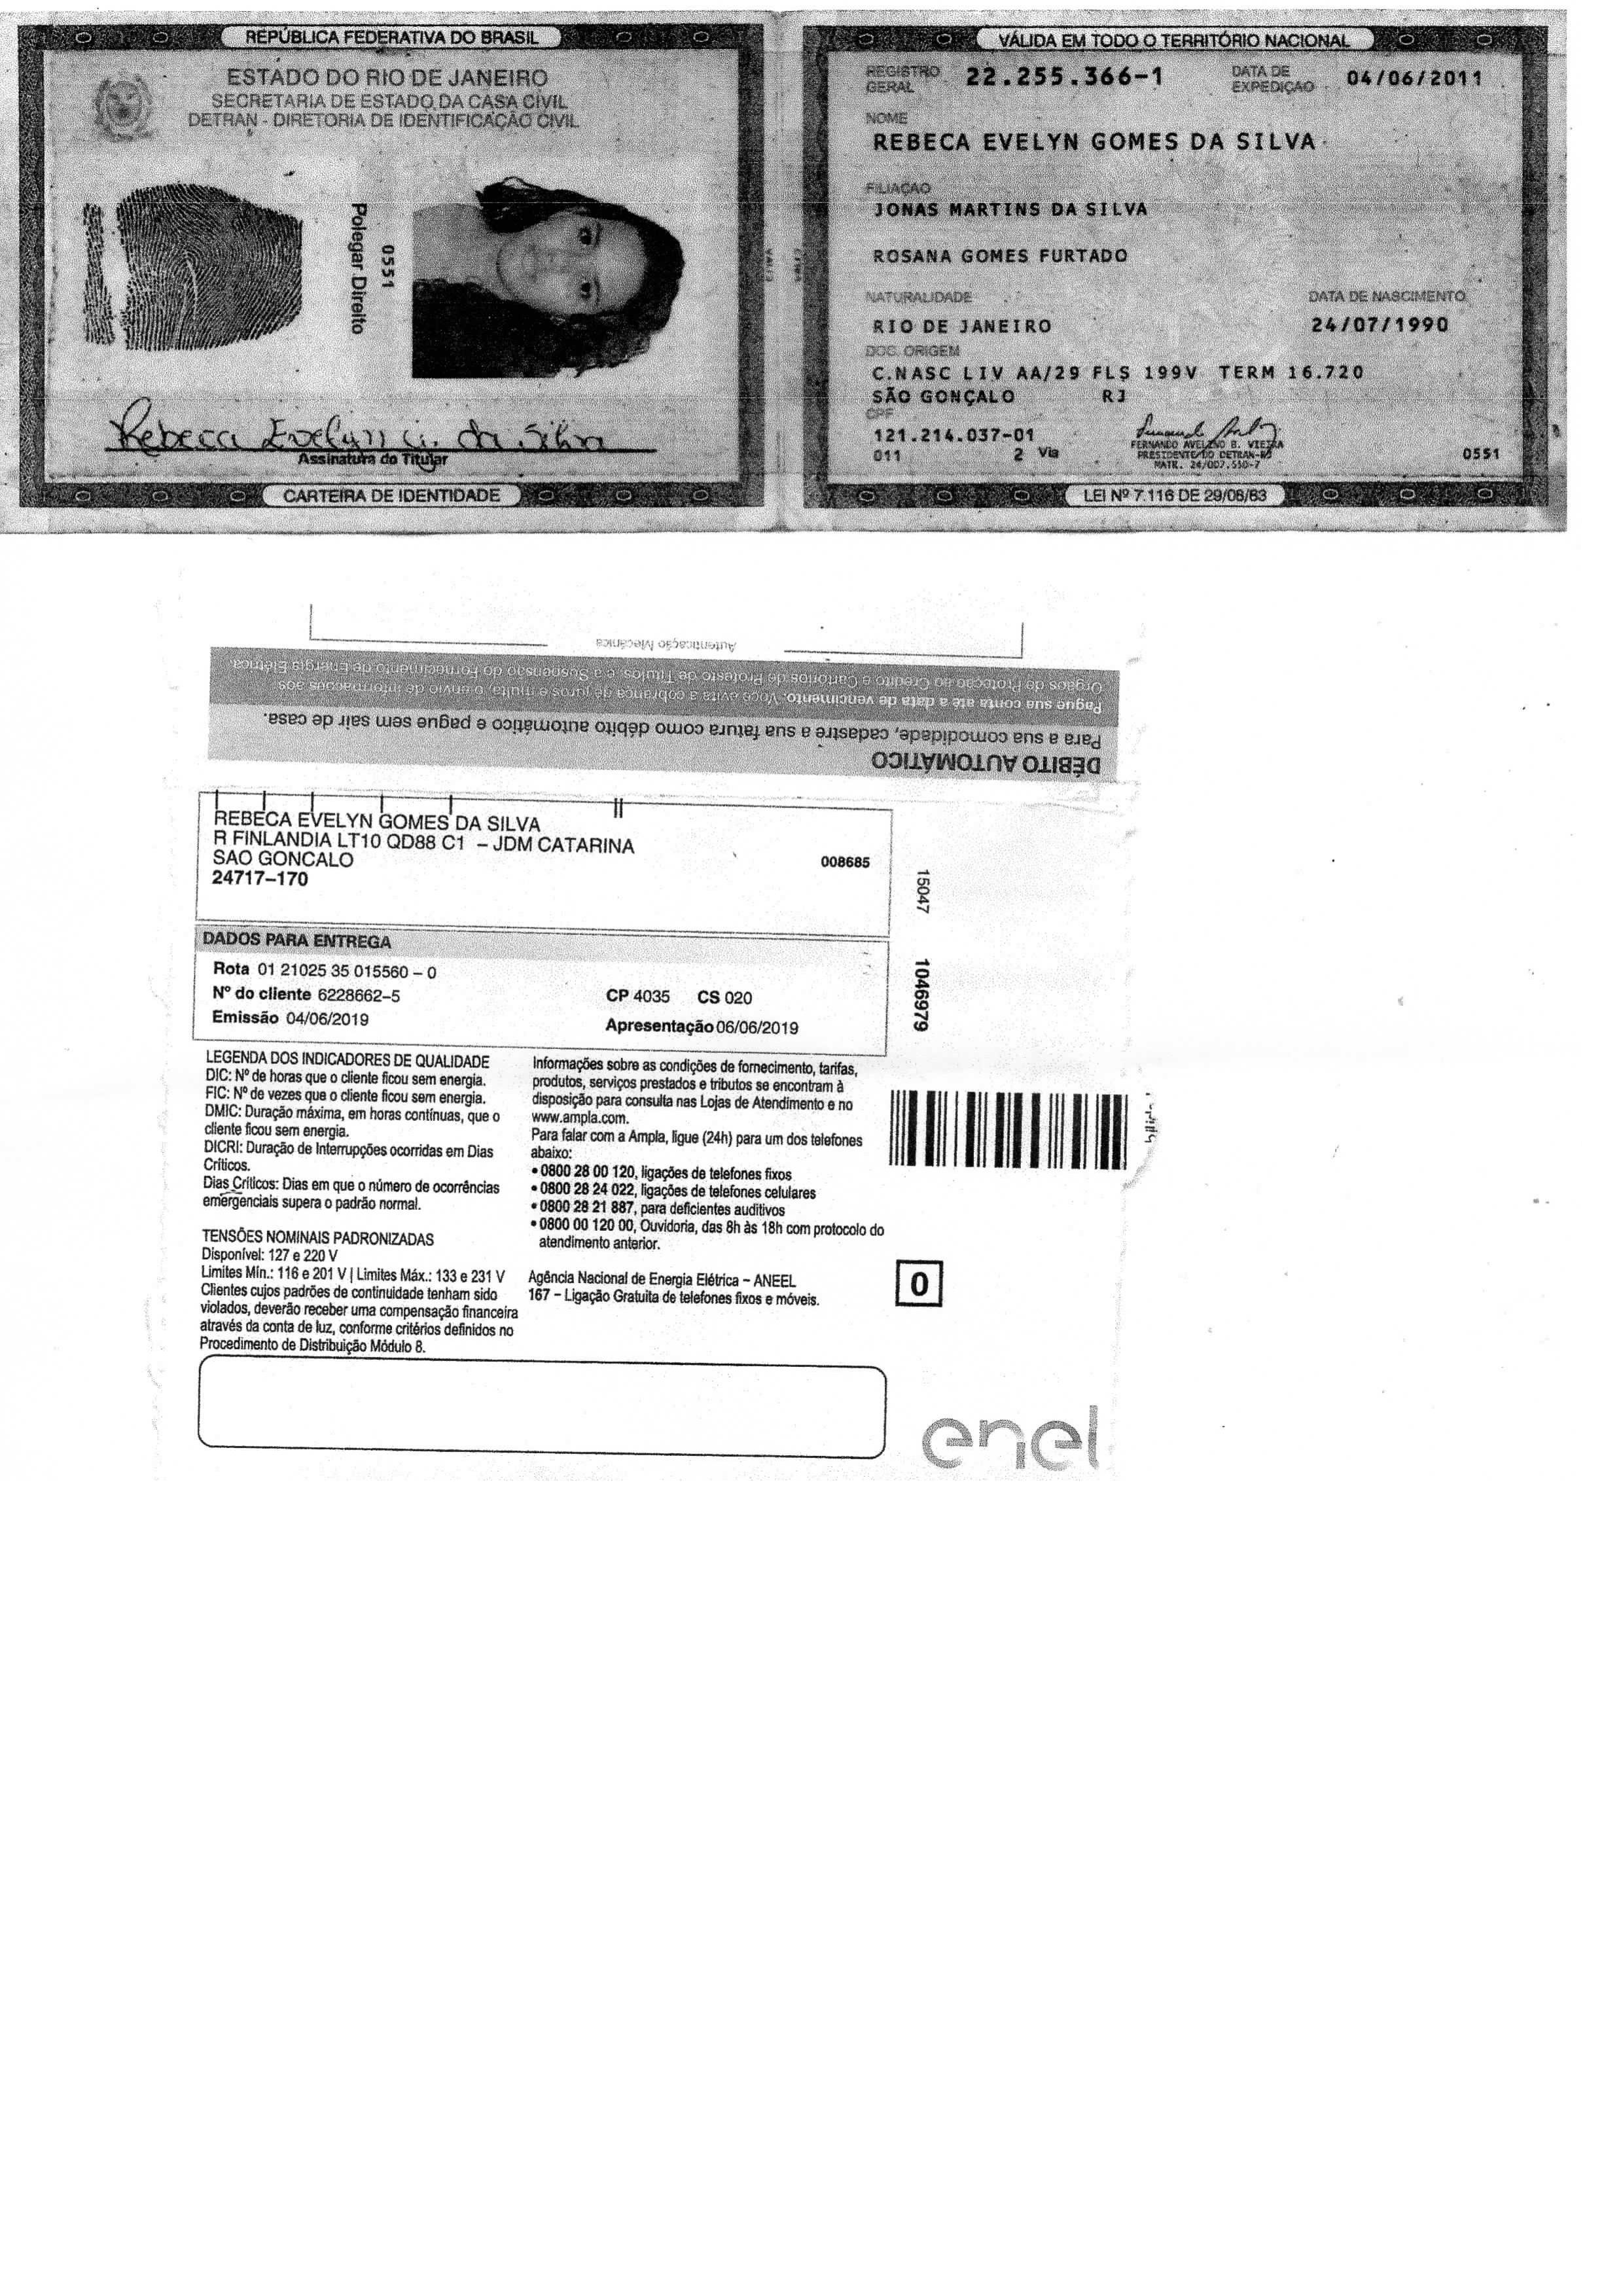 REPÚBLICA FEDERATIVA DO BRASIL
ESTADO DO RIO DE JANEIRO
SECRETARIA DE ESTADO DA CASA CIVIL
DETRAN - DIRETORIA DE IDENTIFICAÇÃO CIVIL
0551
Polegar Direito
Rebeca Evelyn G. da Silva
Assinatura do Titular
CARTEIRA DE IDENTIDADE
VÁLIDA EM TODO O TERRITÓRIO NACIONAL
REGISTRO GERAL 22.255.366-1 DATA DE EXPEDIÇÃO 04/06/2011
NOME
REBECA EVELYN GOMES DA SILVA
FILIAÇÃO
JONAS MARTINS DA SILVA
ROSANA GOMES FURTADO
NATURALIDADE DATA DE NASCIMENTO
RIO DE JANEIRO 24/07/1990
DOC. ORIGEM
C.NASC LIV AA/29 FLS 199V TERM 16.720
SÃO GONÇALO RJ
CPF
121.214.037-01
011 2 Via
FERNANDO AVELINO B. VIEIRA
PRESIDENTE DO DETRAN-RJ
MATR. 24/007.550-7
0551
LEI Nº 7.116 DE 29/08/83
Autenticação Mecânica
DÉBITO AUTOMÁTICO
Para a sua comodidade, cadastre a sua fatura como débito automático e pague sem sair de casa.
Pague sua conta até a data de vencimento. Você evita a cobrança de juros e multa, o envio de informações aos
Órgãos de Proteção ao Crédito e Cartórios de Protesto de Títulos, e a Suspensão do Fornecimento de Energia Elétrica.
REBECA EVELYN GOMES DA SILVA
R FINLANDIA LT10 QD88 C1 – JDM CATARINA
SAO GONCALO
24717-170
008685
15047 1046979
DADOS PARA ENTREGA
Rota 01 21025 35 015560 – 0
Nº do cliente 6228662-5 CP 4035 CS 020
Emissão 04/06/2019 Apresentação 06/06/2019
LEGENDA DOS INDICADORES DE QUALIDADE
DIC: Nº de horas que o cliente ficou sem energia.
FIC: Nº de vezes que o cliente ficou sem energia.
DMIC: Duração máxima, em horas contínuas, que o
cliente ficou sem energia.
DICRI: Duração de Interrupções ocorridas em Dias
Críticos.
Dias Críticos: Dias em que o número de ocorrências
emergenciais supera o padrão normal.
TENSÕES NOMINAIS PADRONIZADAS
Disponível: 127 e 220 V
Limites Mín.: 116 e 201 V | Limites Máx.: 133 e 231 V
Clientes cujos padrões de continuidade tenham sido
violados, deverão receber uma compensação financeira
através da conta de luz, conforme critérios definidos no
Procedimento de Distribuição Módulo 8.
Informações sobre as condições de fornecimento, tarifas,
produtos, serviços prestados e tributos se encontram à
disposição para consulta nas Lojas de Atendimento e no
www.ampla.com.
Para falar com a Ampla, ligue (24h) para um dos telefones
abaixo:
• 0800 28 00 120, ligações de telefones fixos
• 0800 28 24 022, ligações de telefones celulares
• 0800 28 21 887, para deficientes auditivos
• 0800 00 120 00, Ouvidoria, das 8h às 18h com protocolo do
atendimento anterior.
Agência Nacional de Energia Elétrica – ANEEL
167 – Ligação Gratuita de telefones fixos e móveis.
0
enel